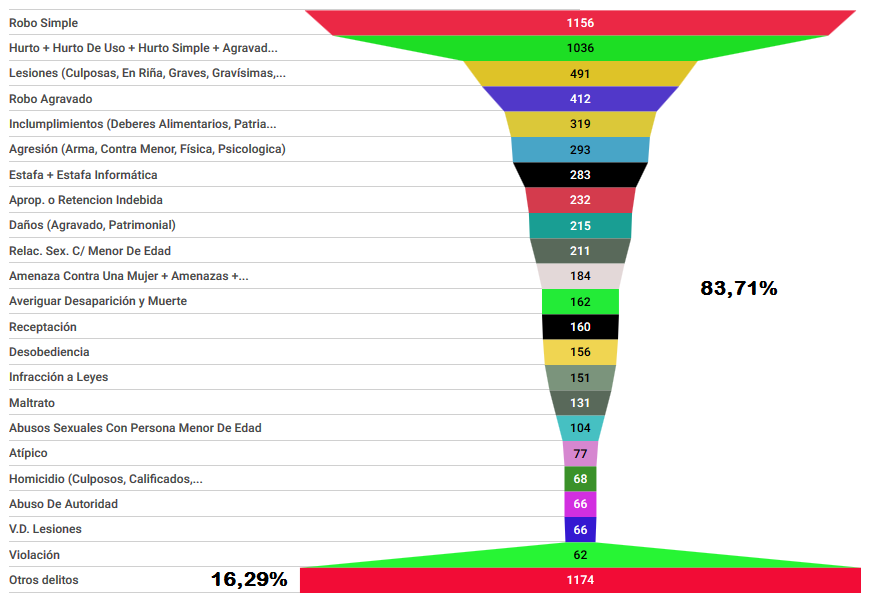 Robo Simple 1156
Hurto + Hurto De Uso + Hurto Simple + Agravad... 1036
Lesiones (Culposas, En Riña, Graves, Gravísimas,... 491
Robo Agravado 412
Inclumplimientos (Deberes Alimentarios, Patria... 319
Agresión (Arma, Contra Menor, Física, Psicologica) 293
Estafa + Estafa Informática 283
Aprop. o Retencion Indebida 232
Daños (Agravado, Patrimonial) 215
Relac. Sex. C/ Menor De Edad 211
Amenaza Contra Una Mujer + Amenazas +... 184
83,71%
Averiguar Desaparición y Muerte 162
Receptación 160
Desobediencia 156
Infracción a Leyes 151
Maltrato 131
Abusos Sexuales Con Persona Menor De Edad 104
Atípico 77
Homicidio (Culposos, Calificados,... 68
Abuso De Autoridad 66
V.D. Lesiones 66
Violación 62
Otros delitos 16,29% 1174